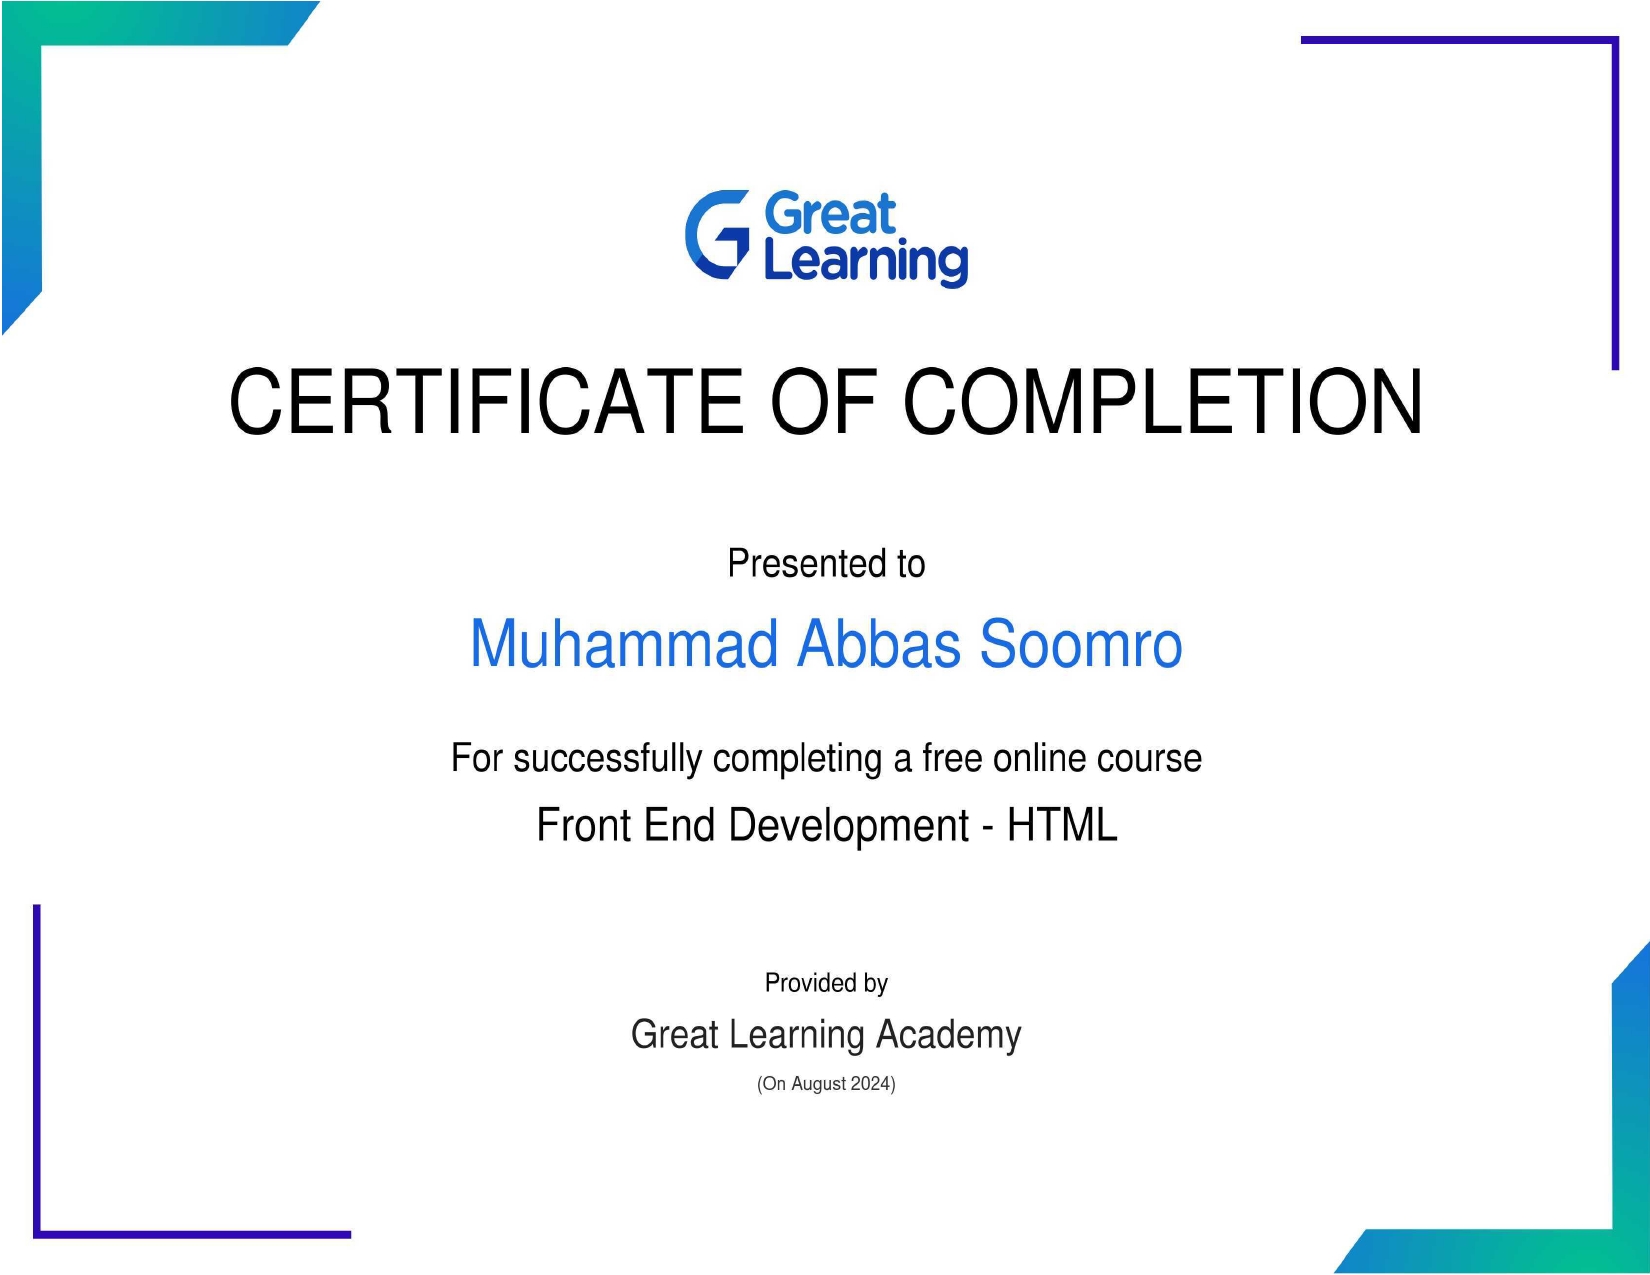 Great
Learning
CERTIFICATE OF COMPLETION
Presented to
Muhammad Abbas Soomro
For successfully completing a free online course
Front End Development - HTML
Provided by
Great Learning Academy
(On August 2024)